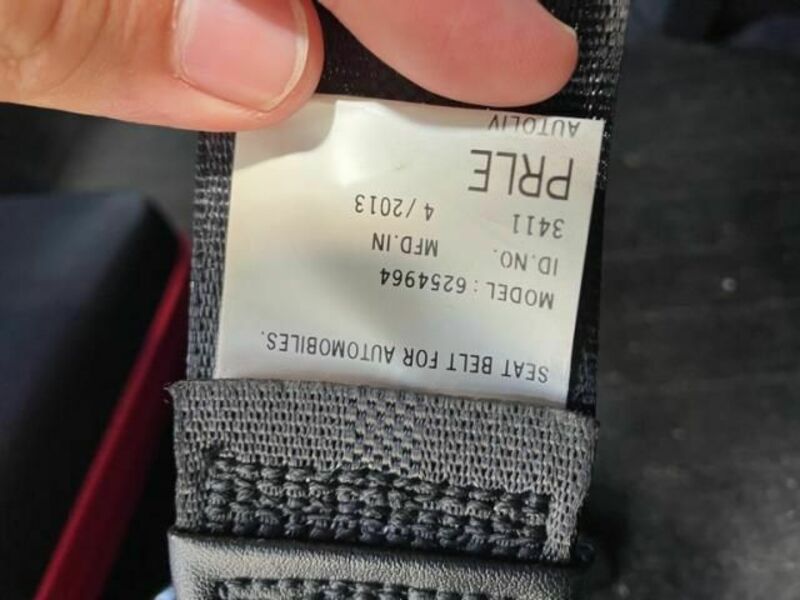 SEAT BELT FOR AUTOMOBILES.
MODEL : 6254964
ID.NO. MFD.IN
3411 4 / 2013
PRLE
AUTOLIV